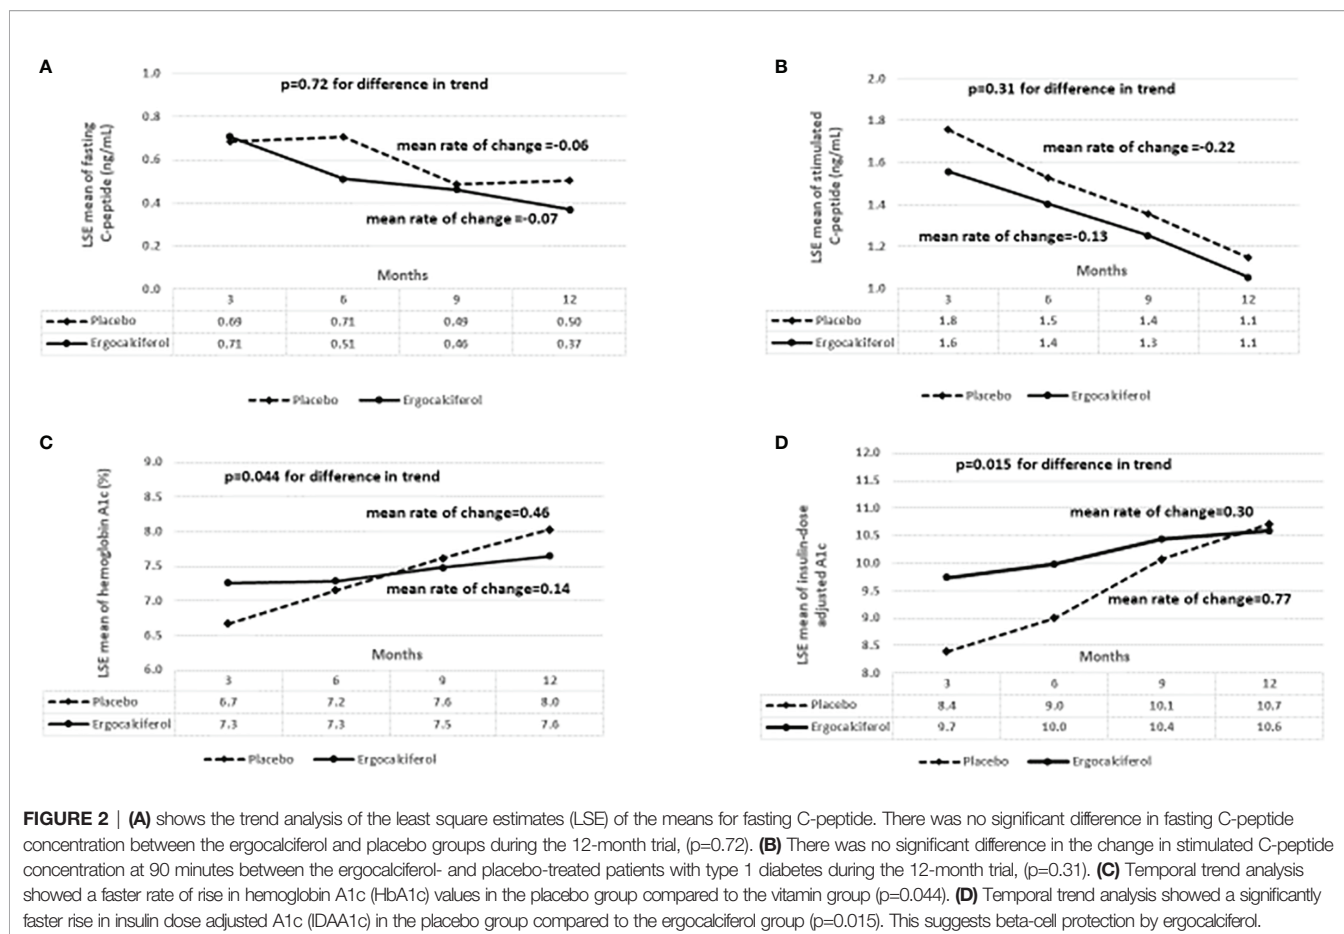 A
p=0.72 for difference in trend
LSE mean of fasting
C-peptide (ng/mL)
1.0
0.8
0.6
0.4
0.2
0.0
mean rate of change =-0.06
mean rate of change =-0.07
Months
3 6 9 12
Placebo 0.69 0.71 0.49 0.50
Ergocalciferol 0.71 0.51 0.46 0.37
Placebo Ergocalciferol
B
p=0.31 for difference in trend
LSE mean of stimulated
C-peptide (ng/mL)
2.0
1.8
1.6
1.4
1.2
1.0
mean rate of change=-0.22
mean rate of change=-0.13
Months
3 6 9 12
Placebo 1.8 1.5 1.4 1.1
Ergocalciferol 1.6 1.4 1.3 1.1
Placebo Ergocalciferol
C
p=0.044 for difference in trend
LSE mean of hemoglobin A1c (%)
9.0
8.5
8.0
7.5
7.0
6.5
6.0
mean rate of change=0.46
mean rate of change=0.14
Months
3 6 9 12
Placebo 6.7 7.2 7.6 8.0
Ergocalciferol 7.3 7.3 7.5 7.6
Placebo Ergocalciferol
D
p=0.015 for difference in trend
LSE mean of insulin-dose
adjusted A1c
12.0
11.5
11.0
10.5
10.0
9.5
9.0
8.5
8.0
mean rate of change=0.30
mean rate of change=0.77
Months
3 6 9 12
Placebo 8.4 9.0 10.1 10.7
Ergocalciferol 9.7 10.0 10.4 10.6
Placebo Ergocalciferol
FIGURE 2 | (A) shows the trend analysis of the least square estimates (LSE) of the means for fasting C-peptide. There was no significant difference in fasting C-peptide
concentration between the ergocalciferol and placebo groups during the 12-month trial, (p=0.72). (B) There was no significant difference in the change in stimulated C-peptide
concentration at 90 minutes between the ergocalciferol- and placebo-treated patients with type 1 diabetes during the 12-month trial, (p=0.31). (C) Temporal trend analysis
showed a faster rate of rise in hemoglobin A1c (HbA1c) values in the placebo group compared to the vitamin group (p=0.044). (D) Temporal trend analysis showed a significantly
faster rise in insulin dose adjusted A1c (IDAA1c) in the placebo group compared to the ergocalciferol group (p=0.015). This suggests beta-cell protection by ergocalciferol.